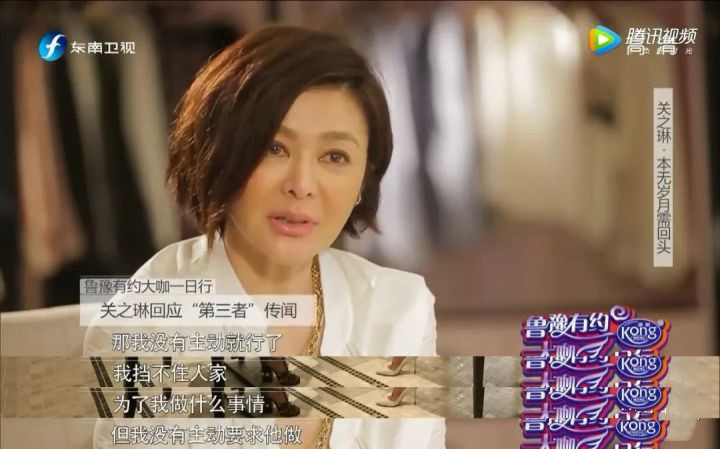 东南卫视
腾讯视频
关之琳·本无岁月需回头
鲁豫有约大咖一日行
关之琳回应“第三者”传闻
那我没有主动就行了
我挡不住人家
为了我做什么事情
但我没有主动要求他做
鲁豫有约
Kong
Kong
Kong
Kong